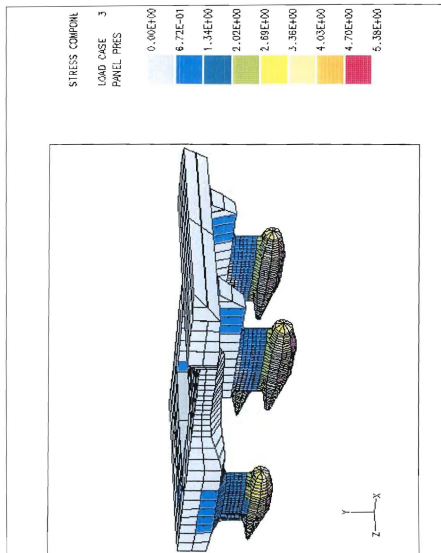 STRESS COMPONE
LOAD CASE 3
PANEL PRES
0.00E+00
6.72E-01
1.34E+00
2.02E+00
2.69E+00
3.36E+00
4.03E+00
4.70E+00
5.38E+00
Y
Z
X